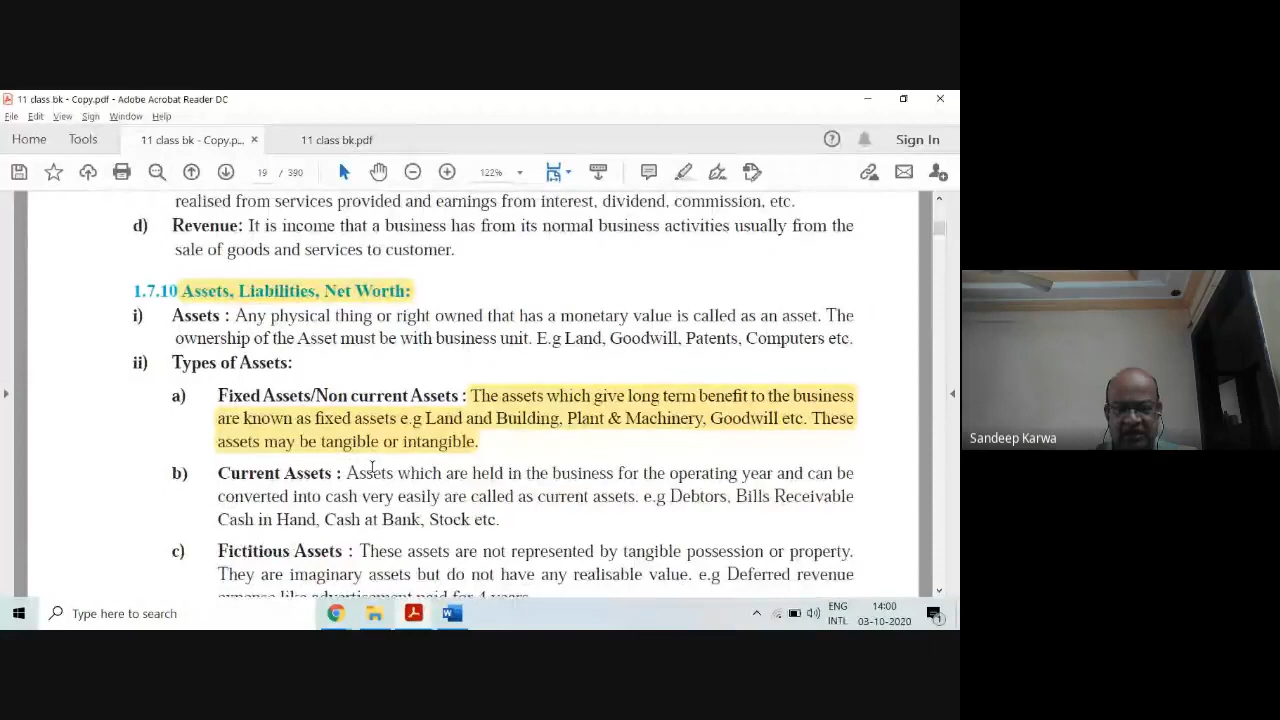 11 class bk - Copy.pdf - Adobe Acrobat Reader DC
File Edit View Sign Window Help
Home Tools 11 class bk - Copy.p... 11 class bk.pdf Sign In
19 / 390 122%
realised from services provided and earnings from interest, dividend, commission, etc.
d) Revenue: It is income that a business has from its normal business activities usually from the
sale of goods and services to customer.
1.7.10 Assets, Liabilities, Net Worth:
i) Assets : Any physical thing or right owned that has a monetary value is called as an asset. The
ownership of the Asset must be with business unit. E.g Land, Goodwill, Patents, Computers etc.
ii) Types of Assets:
a) Fixed Assets/Non current Assets : The assets which give long term benefit to the business
are known as fixed assets e.g Land and Building, Plant & Machinery, Goodwill etc. These
assets may be tangible or intangible.
b) Current Assets : Assets which are held in the business for the operating year and can be
converted into cash very easily are called as current assets. e.g Debtors, Bills Receivable
Cash in Hand, Cash at Bank, Stock etc.
c) Fictitious Assets : These assets are not represented by tangible possession or property.
They are imaginary assets but do not have any realisable value. e.g Deferred revenue
expense like advertisement paid for 4 years.
Sandeep Karwa
Type here to search
ENG
INTL
14:00
03-10-2020